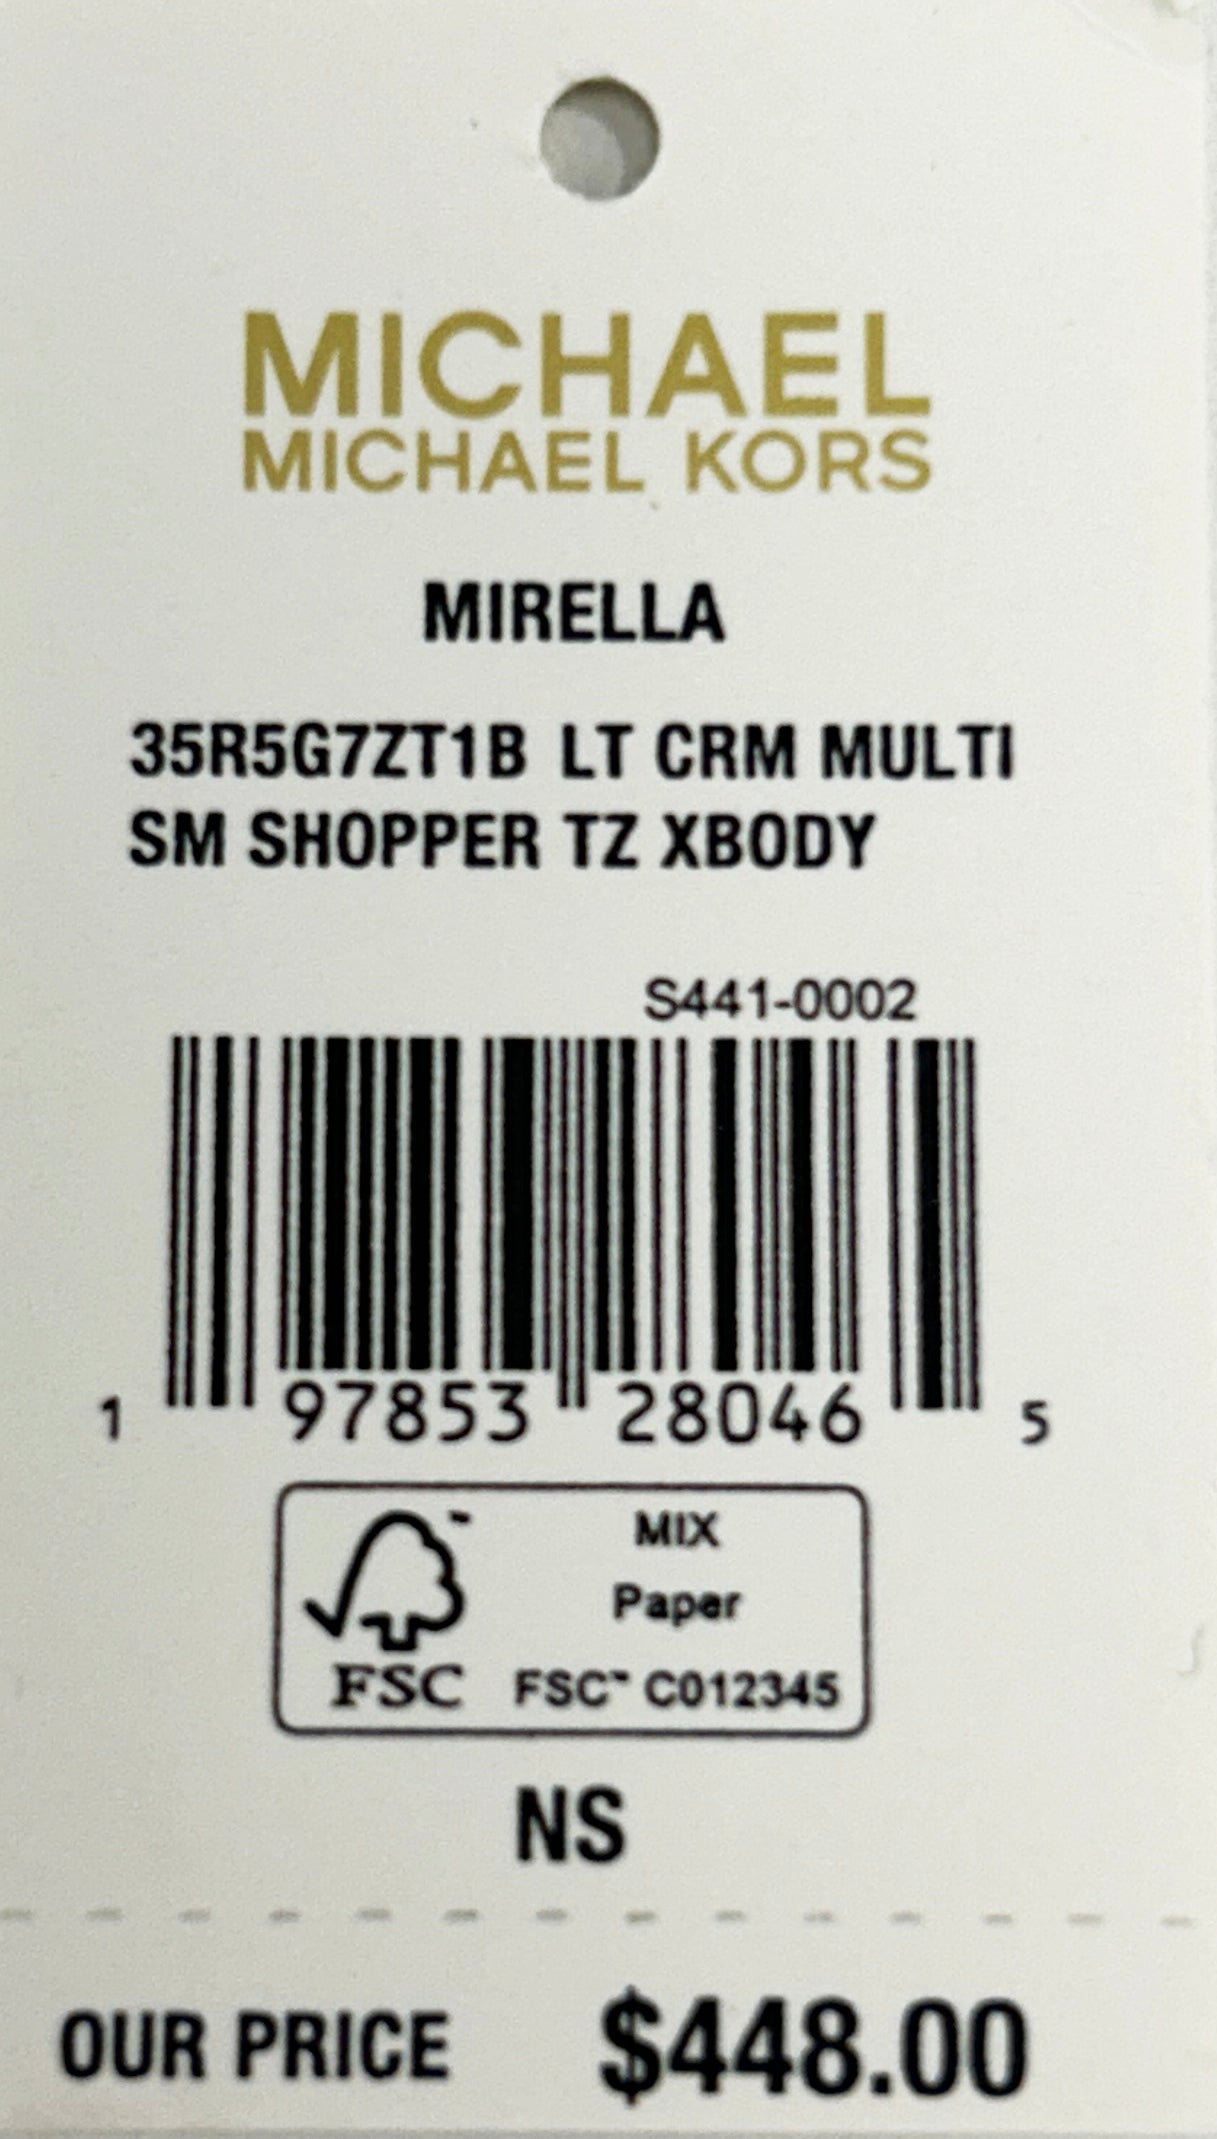 MICHAEL
MICHAEL KORS
MIRELLA
35R5G7ZT1B LT CRM MULTI
SM SHOPPER TZ XBODY
S441-0002
1 97853 28046 5
MIX
Paper
FSC FSC™ C012345
NS
OUR PRICE $448.00